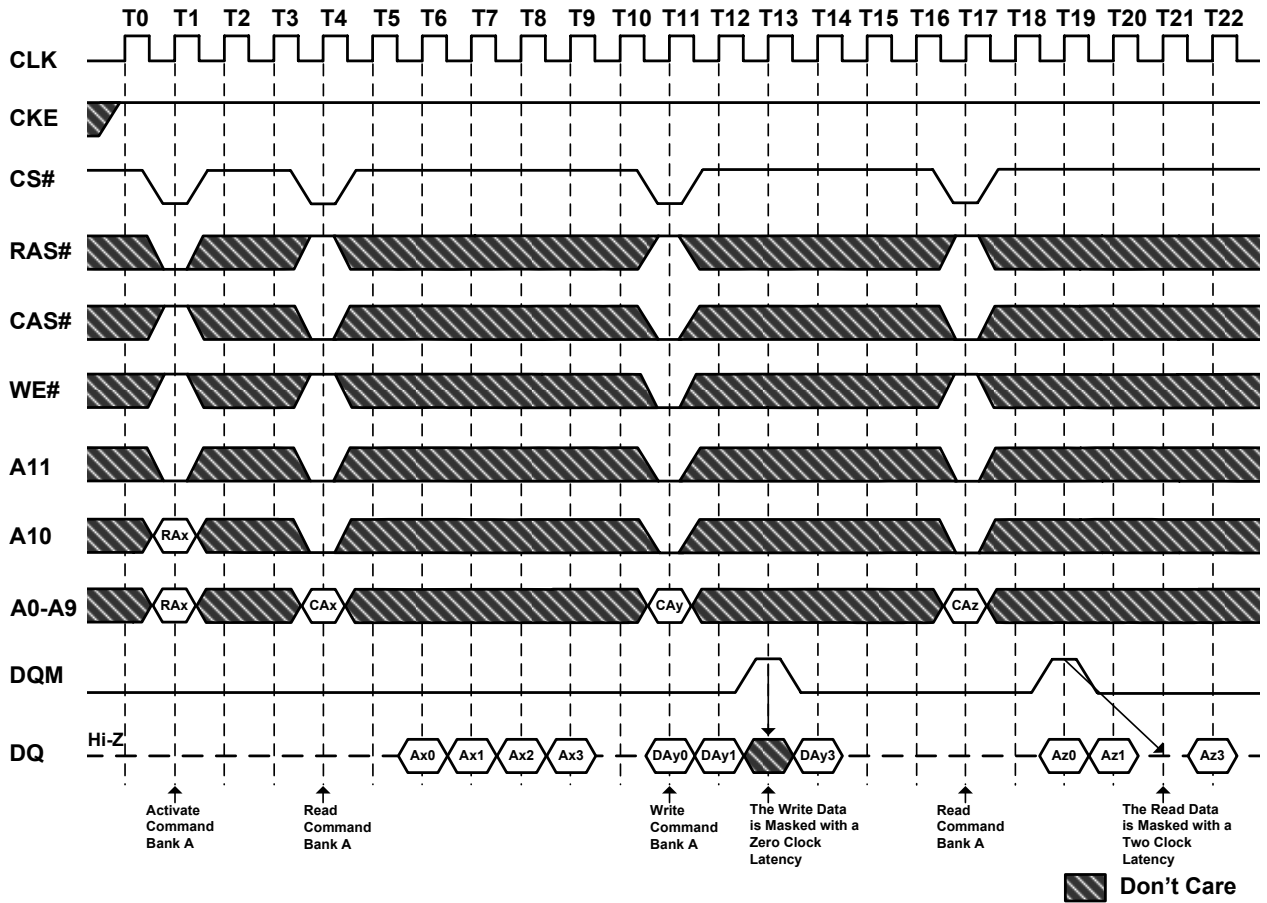 T0 T1 T2 T3 T4 T5 T6 T7 T8 T9 T10 T11 T12 T13 T14 T15 T16 T17 T18 T19 T20 T21 T22
CLK
CKE
CS#
RAS#
CAS#
WE#
A11
A10 RAx
A0-A9 RAx CAx CAy CAz
DQM
Hi-Z
DQ Ax0 Ax1 Ax2 Ax3 DAy0 DAy1 DAy3 Az0 Az1 Az3
Activate
Command
Bank A
Read
Command
Bank A
Write
Command
Bank A
The Write Data
is Masked with a
Zero Clock
Latency
Read
Command
Bank A
The Read Data
is Masked with a
Two Clock
Latency
Don't Care